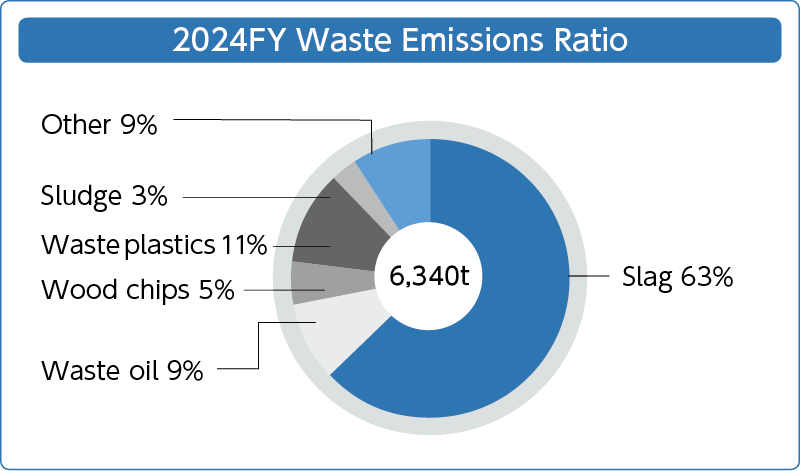 2024FY Waste Emissions Ratio
Other 9%
Sludge 3%
Waste plastics 11%
Wood chips 5%
Waste oil 9%
6,340t
Slag 63%